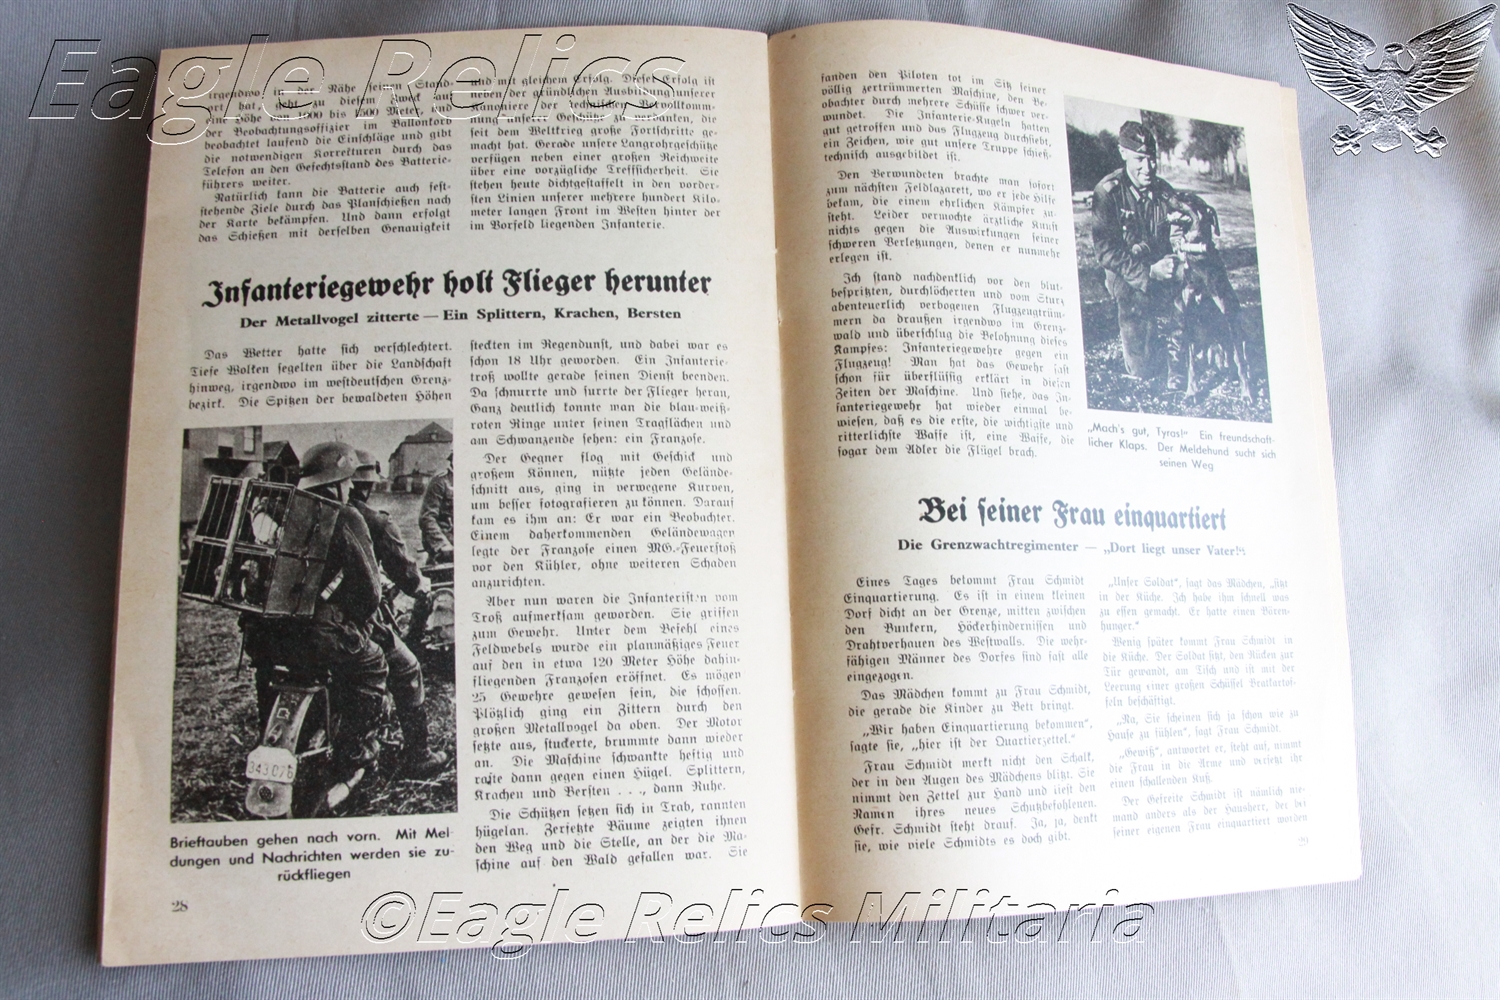 Eagle Relics
irgendwo in der Nähe seinen Stand-
ort hat, geht zu diesem Zweck auf
eine Höhe von 1000 bis 1500 Meter, und
der Beobachtungsoffizier im Ballonkorb
beobachtet laufend die Einschläge und gibt
die notwendigen Korrekturen durch das
Telefon an den Gefechtsstand des Batterie-
führers weiter.
Natürlich kann die Batterie auch fest-
stehende Ziele durch das Planschießen nach
der Karte bekämpfen. Und dann erfolgt
das Schießen mit derselben Genauigkeit
und mit gleichem Erfolg. Dieser Erfolg ist
neben der gründlichen Ausbildung unserer
Kanoniere der technischen Vervollkomm-
nung unserer Geschütze zu verdanken, die
seit dem Weltkrieg große Fortschritte ge-
macht hat. Gerade unsere Langrohrgeschütze
verfügen neben einer großen Reichweite
über eine vorzügliche Treffsicherheit. Sie
stehen heute dichtgestaffelt in den vorder-
sten Linien unserer mehrere hundert Kilo-
meter langen Front im Westen hinter der
im Vorfeld liegenden Infanterie.
Infanteriegewehr holt Flieger herunter
Der Metallvogel zitterte — Ein Splittern, Krachen, Bersten
Das Wetter hatte sich verschlechtert.
Tiefe Wolken segelten über die Landschaft
hinweg, irgendwo im westdeutschen Grenz-
bezirk. Die Spitzen der bewaldeten Höhen
343076
Brieftauben gehen nach vorn. Mit Mel-
dungen und Nachrichten werden sie zu-
rückfliegen
steckten im Regendunst, und dabei war es
schon 18 Uhr geworden. Ein Infanterie-
troß wollte gerade seinen Dienst beenden.
Da schnurrte und surrte der Flieger heran,
Ganz deutlich konnte man die blau-weiß-
roten Ringe unter seinen Tragflächen und
am Schwanzende sehen: ein Franzose.
Der Gegner flog mit Geschick und
großem Können, nützte jeden Gelände-
schnitt aus, ging in verwegene Kurven,
um besser fotografieren zu können. Darauf
kam es ihm an: Er war ein Beobachter.
Einem daherkommenden Geländewagen
legte der Franzose einen MG.-Feuerstoß
vor den Kühler, ohne weiteren Schaden
anzurichten.
Aber nun waren die Infanteristen vom
Troß aufmerksam geworden. Sie griffen
zum Gewehr. Unter dem Befehl eines
Feldwebels wurde ein planmäßiges Feuer
auf den in etwa 120 Meter Höhe dahin-
fliegenden Franzosen eröffnet. Es mögen
25 Gewehre gewesen sein, die schossen.
Plötzlich ging ein Zittern durch den
großen Metallvogel da oben. Der Motor
setzte aus, stuckerte, brummte dann wieder
an. Die Maschine schwankte heftig und
raste dann gegen einen Hügel. Splittern,
Krachen und Bersten . . ., dann Ruhe.
Die Schützen setzen sich in Trab, rannten
hügelan. Zerfetzte Bäume zeigten ihnen
den Weg und die Stelle, an der die Ma-
schine auf den Wald gefallen war. Sie
28
fanden den Piloten tot im Sitz seiner
völlig zertrümmerten Maschine, den Be-
obachter durch mehrere Schüsse schwer ver-
wundet. Die Infanterie-Kugeln hatten
gut getroffen und das Flugzeug durchsiebt,
ein Zeichen, wie gut unsere Truppe schieß-
technisch ausgebildet ist.
Den Verwundeten brachte man sofort
zum nächsten Feldlazarett, wo er jede Hilfe
bekam, die einem ehrlichen Kämpfer zu-
steht. Leider vermochte ärztliche Kunst
nichts gegen die Auswirkungen seiner
schweren Verletzungen, denen er nunmehr
erlegen ist.
Ich stand nachdenklich vor den blut-
bespritzten, durchlöcherten und vom Sturz
abenteuerlich verbogenen Flugzeugtrüm-
mern da draußen irgendwo im Grenz-
wald und überschlug die Belohnung dieses
Kampfes: Infanteriegewehre gegen ein
Flugzeug! Man hat das Gewehr fast
schon für überflüssig erklärt in diesen
Zeiten der Maschine. Und siehe, das In-
fanteriegewehr hat wieder einmal be-
wiesen, daß es die erste, die wichtigste und
ritterlichste Waffe ist, eine Waffe, die
sogar dem Adler die Flügel brach.
„Mach's gut, Tyras!“ Ein freundschaft-
licher Klaps. Der Meldehund sucht sich
seinen Weg
Bei seiner Frau einquartiert
Die Grenzwachtregimenter — „Dort liegt unser Vater!“
Eines Tages bekommt Frau Schmidt
Einquartierung. Es ist in einem kleinen
Dorf dicht an der Grenze, mitten zwischen
den Bunkern, Höckerhindernissen und
Drahtverhauen des Westwalls. Die wehr-
fähigen Männer des Dorfes sind fast alle
eingezogen.
Das Mädchen kommt zu Frau Schmidt,
die gerade die Kinder zu Bett bringt.
„Wir haben Einquartierung bekommen“,
sagte sie, „hier ist der Quartierzettel.“
Frau Schmidt merkt nicht den Schalk,
der in den Augen des Mädchens blitzt. Sie
nimmt den Zettel zur Hand und liest den
Namen ihres neues Schutzbefohlenen.
Gefr. Schmidt steht drauf. Ja, ja, denkt
sie, wie viele Schmidts es doch gibt.
„Unser Soldat“, sagt das Mädchen, „sitzt
in der Küche. Ich habe ihm schnell was
zu essen gemacht. Er hatte einen Bären-
hunger.“
Wenig später kommt Frau Schmidt in
die Küche. Der Soldat sitzt, den Rücken zur
Tür gewandt, am Tisch und ist mit der
Leerung einer großen Schüssel Bratkartof-
feln beschäftigt.
„Na, Sie scheinen sich ja schon wie zu
Hause zu fühlen“, sagt Frau Schmidt.
„Gewiß“, antwortet er, steht auf, nimmt
die Frau in die Arme und versetzt ihr
einen schallenden Kuß.
Der Gefreite Schmidt ist nämlich nie-
mand anders als der Hausherr, der bei
seiner eigenen Frau einquartiert worden
29
©Eagle Relics Militaria